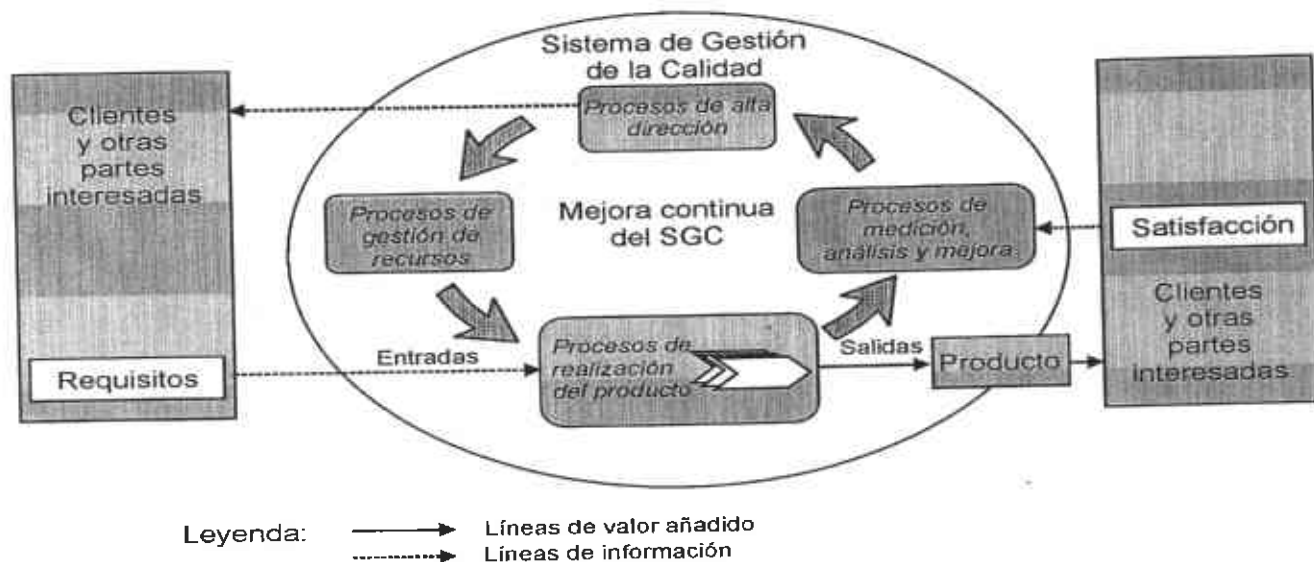 Sistema de Gestión
de la Calidad
Clientes
y otras
partes
interesadas
Requisitos
Procesos de alta
dirección
Procesos de
gestión de
recursos
Mejora continua
del SGC
Procesos de
medición,
análisis y mejora
Entradas
Procesos de
realización
del producto
Salidas
Producto
Satisfacción
Clientes
y otras
partes
interesadas
Leyenda:
Líneas de valor añadido
Líneas de información